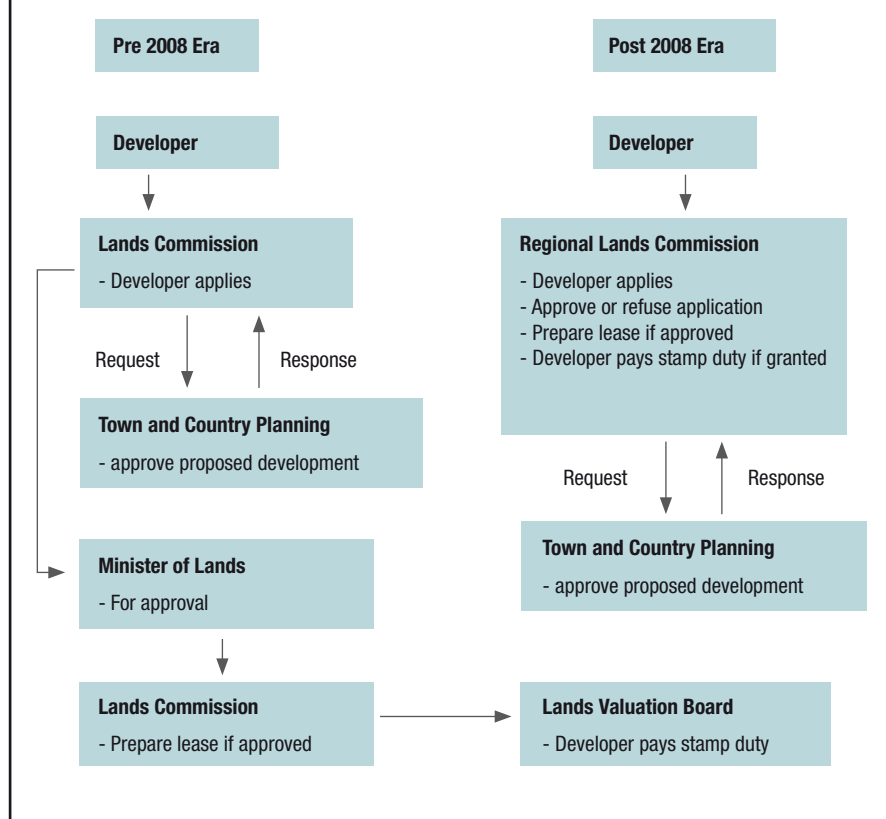 Pre 2008 Era
Post 2008 Era
Developer
Developer
Lands Commission
- Developer applies
Request
Response
Town and Country Planning
- approve proposed development
Minister of Lands
- For approval
Lands Commission
- Prepare lease if approved
Regional Lands Commission
- Developer applies
- Approve or refuse application
- Prepare lease if approved
- Developer pays stamp duty if granted
Request
Response
Town and Country Planning
- approve proposed development
Lands Valuation Board
- Developer pays stamp duty